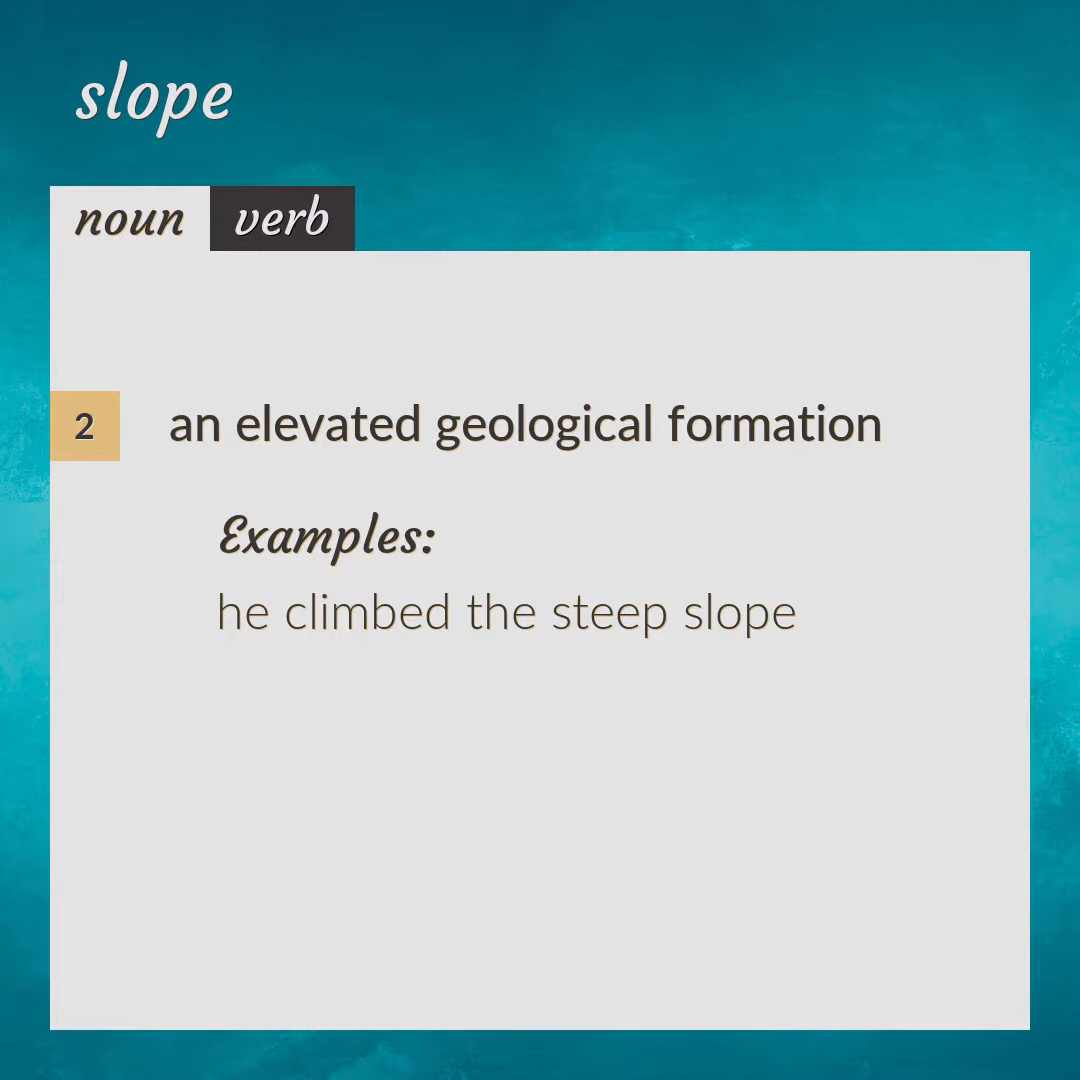 slope
noun verb
2 an elevated geological formation
Examples:
he climbed the steep slope